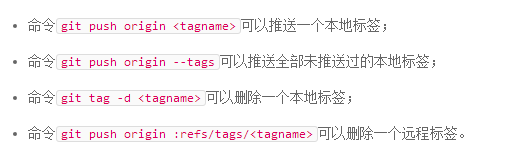 命令git push origin <tagname>可以推送一个本地标签；
命令git push origin --tags可以推送全部未推送过的本地标签；
命令git tag -d <tagname>可以删除一个本地标签；
命令git push origin :refs/tags/<tagname>可以删除一个远程标签。